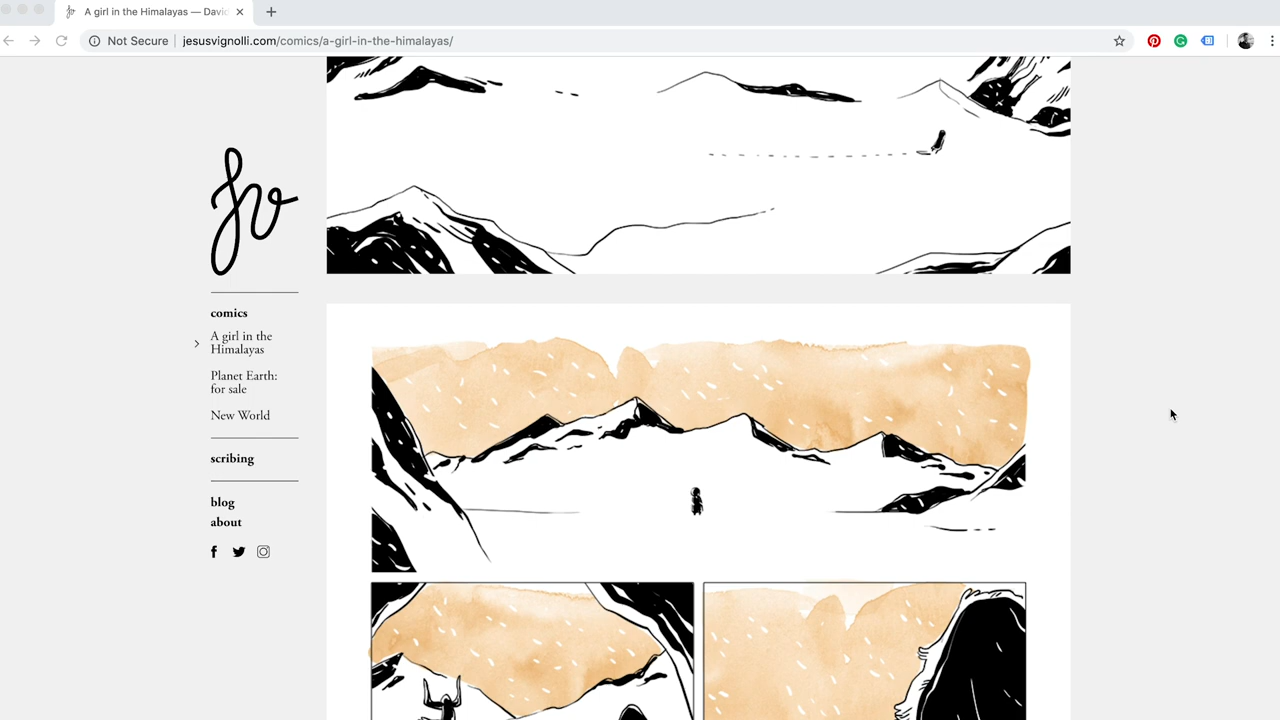 A girl in the Himalayas — David
Not Secure
jesusvignolli.com/comics/a-girl-in-the-himalayas/
jv
comics
A girl in the
Himalayas
Planet Earth:
for sale
New World
scribing
blog
about